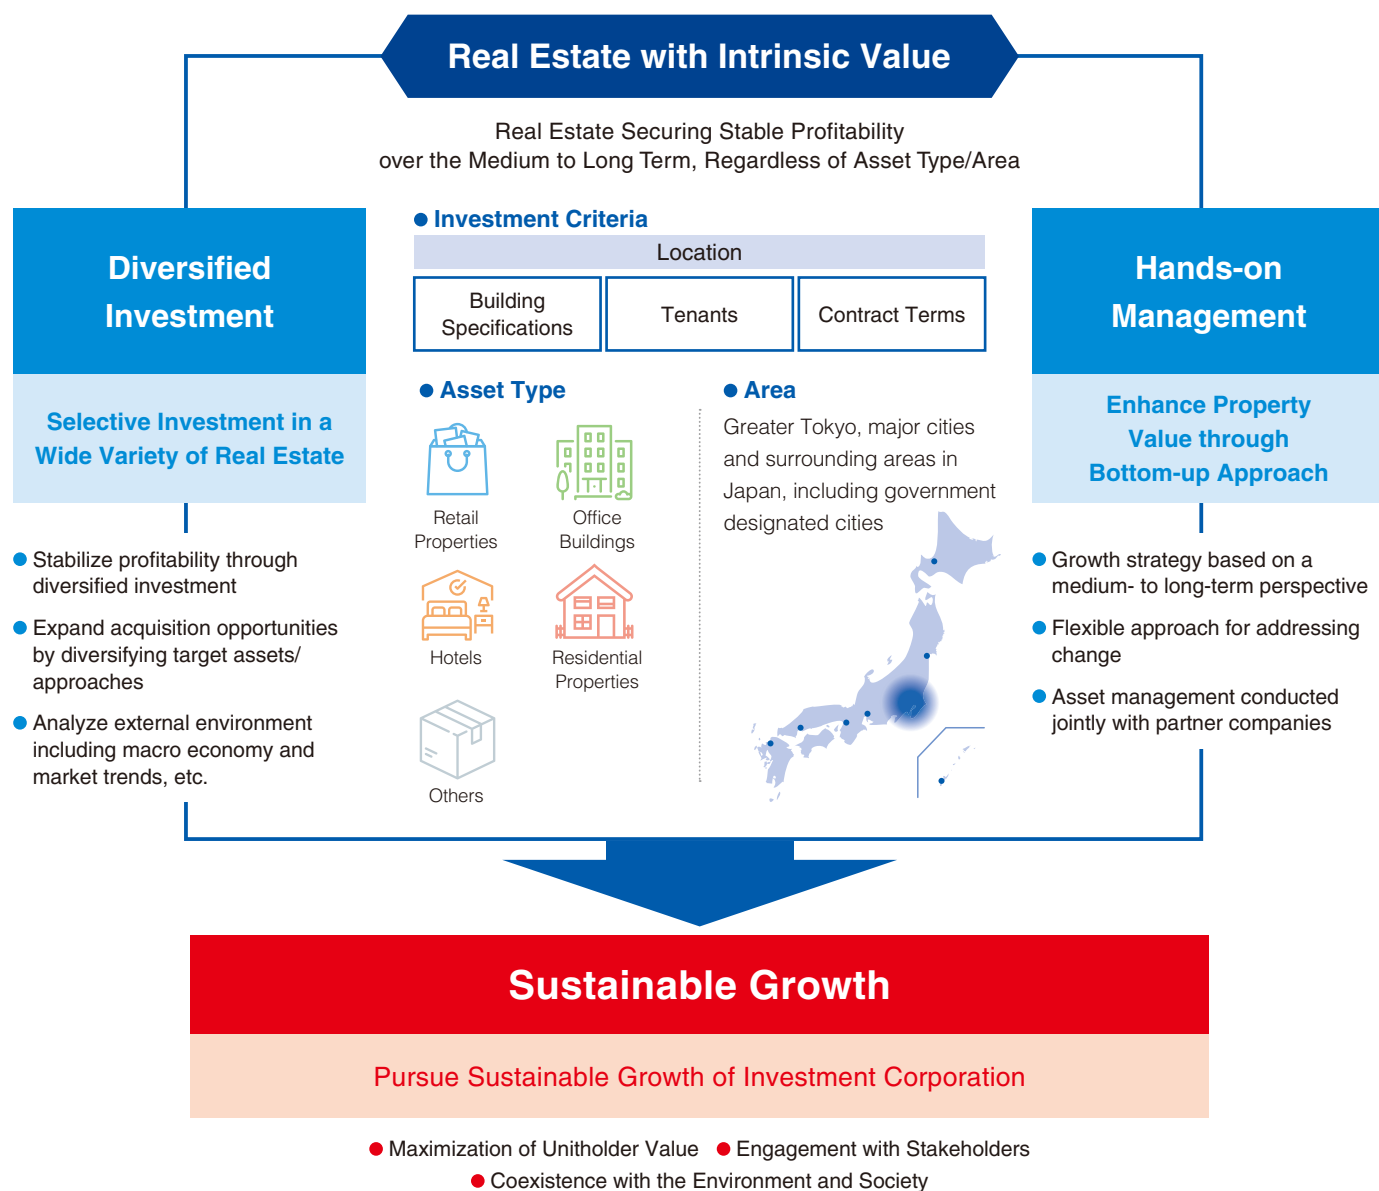 Real Estate with Intrinsic Value
Real Estate Securing Stable Profitability
over the Medium to Long Term, Regardless of Asset Type/Area
Diversified
Investment
Selective Investment in a
Wide Variety of Real Estate
● Stabilize profitability through
diversified investment
● Expand acquisition opportunities
by diversifying target assets/
approaches
● Analyze external environment
including macro economy and
market trends, etc.
● Investment Criteria
Location
Building
Specifications
Tenants
Contract Terms
● Asset Type
Retail
Properties
Office
Buildings
Hotels
Residential
Properties
Others
● Area
Greater Tokyo, major cities
and surrounding areas in
Japan, including government
designated cities
Hands-on
Management
Enhance Property
Value through
Bottom-up Approach
● Growth strategy based on a
medium- to long-term perspective
● Flexible approach for addressing
change
● Asset management conducted
jointly with partner companies
Sustainable Growth
Pursue Sustainable Growth of Investment Corporation
● Maximization of Unitholder Value ● Engagement with Stakeholders
● Coexistence with the Environment and Society